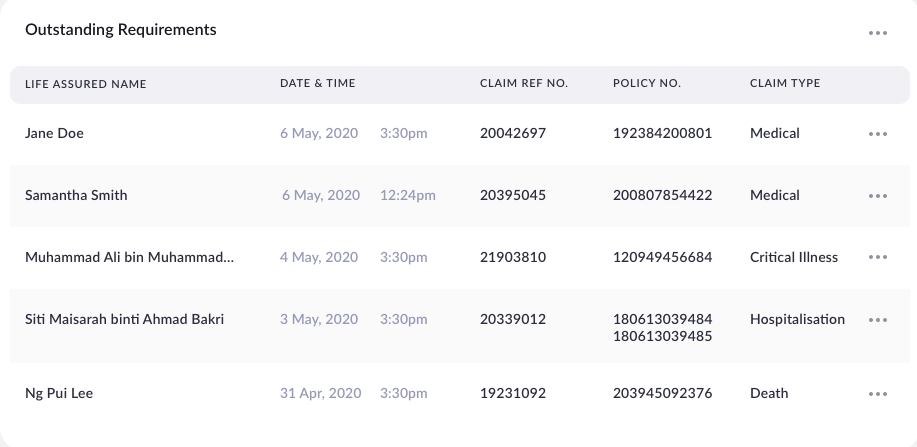 Outstanding Requirements
LIFE ASSURED NAME DATE & TIME CLAIM REF NO. POLICY NO. CLAIM TYPE
Jane Doe 6 May, 2020 3:30pm 20042697 192384200801 Medical
Samantha Smith 6 May, 2020 12:24pm 20395045 200807854422 Medical
Muhammad Ali bin Muhammad... 4 May, 2020 3:30pm 21903810 120949456684 Critical Illness
Siti Maisarah binti Ahmad Bakri 3 May, 2020 3:30pm 20339012 180613039484 Hospitalisation
180613039485
Ng Pui Lee 31 Apr, 2020 3:30pm 19231092 203945092376 Death